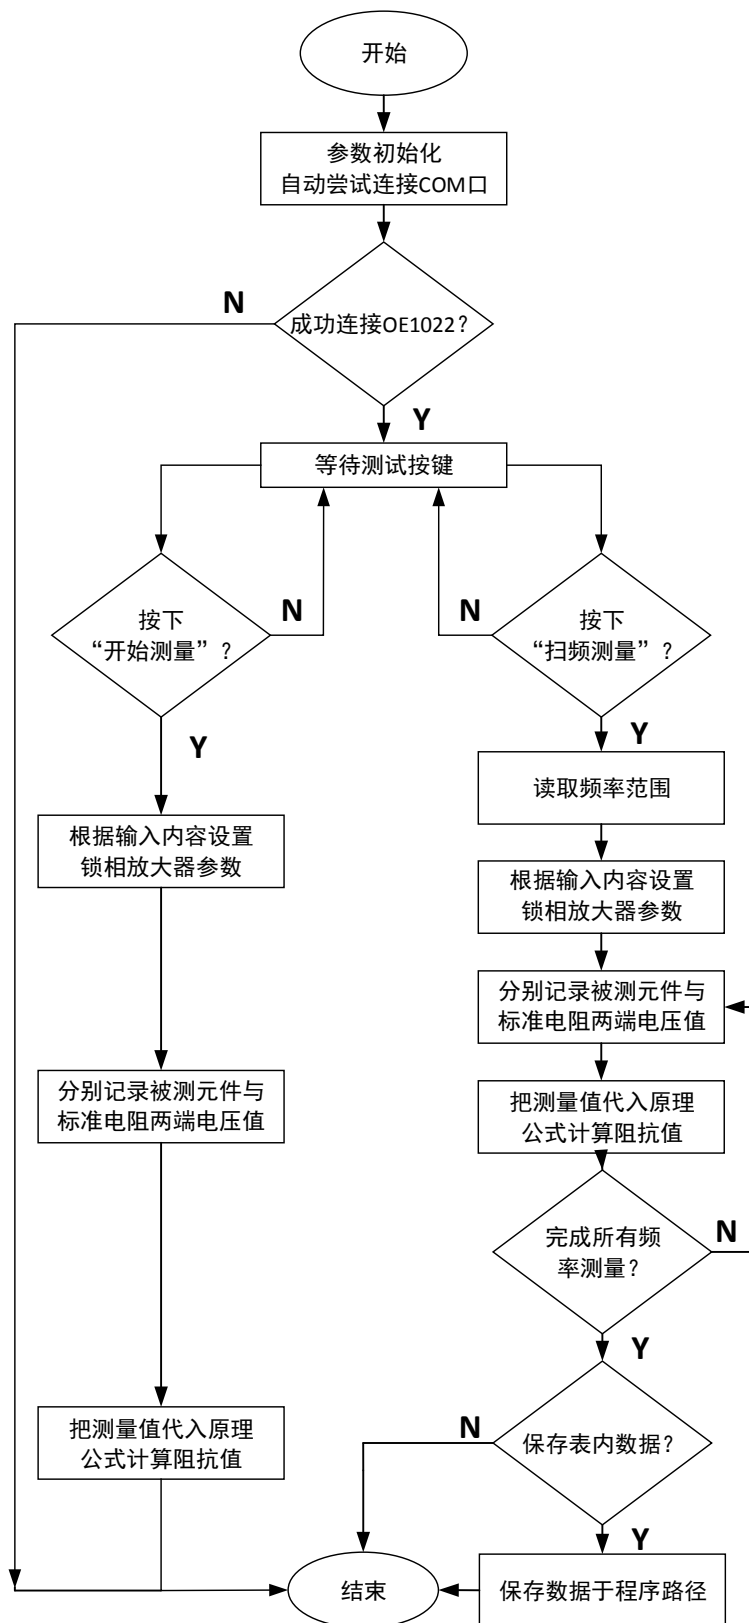 开始
参数初始化
自动尝试连接COM口
成功连接OE1022？
N
Y
等待测试按键
按下
“开始测量”？
N
Y
按下
“扫频测量”？
N
Y
读取频率范围
根据输入内容设置
锁相放大器参数
根据输入内容设置
锁相放大器参数
分别记录被测元件与
标准电阻两端电压值
分别记录被测元件与
标准电阻两端电压值
把测量值代入原理
公式计算阻抗值
完成所有频
率测量？
N
Y
把测量值代入原理
公式计算阻抗值
保存表内数据？
N
Y
保存数据于程序路径
结束